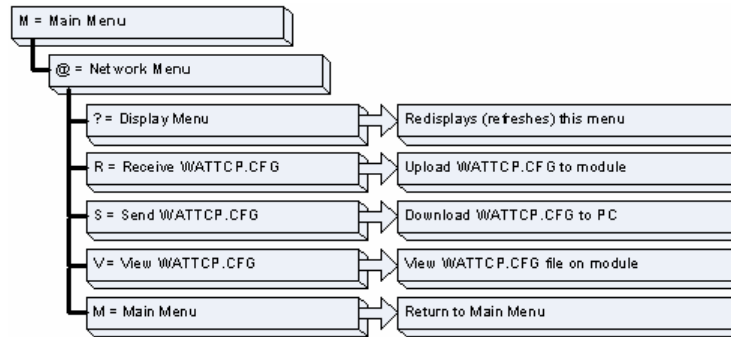 M = Main Menu
@ = Network Menu
? = Display Menu
Redisplays (refreshes) this menu
R = Receive WATTCP.CFG
Upload WATTCP.CFG to module
S = Send WATTCP.CFG
Download WATTCP.CFG to PC
V= View WATTCP.CFG
View WATTCP.CFG file on module
M = Main Menu
Return to Main Menu